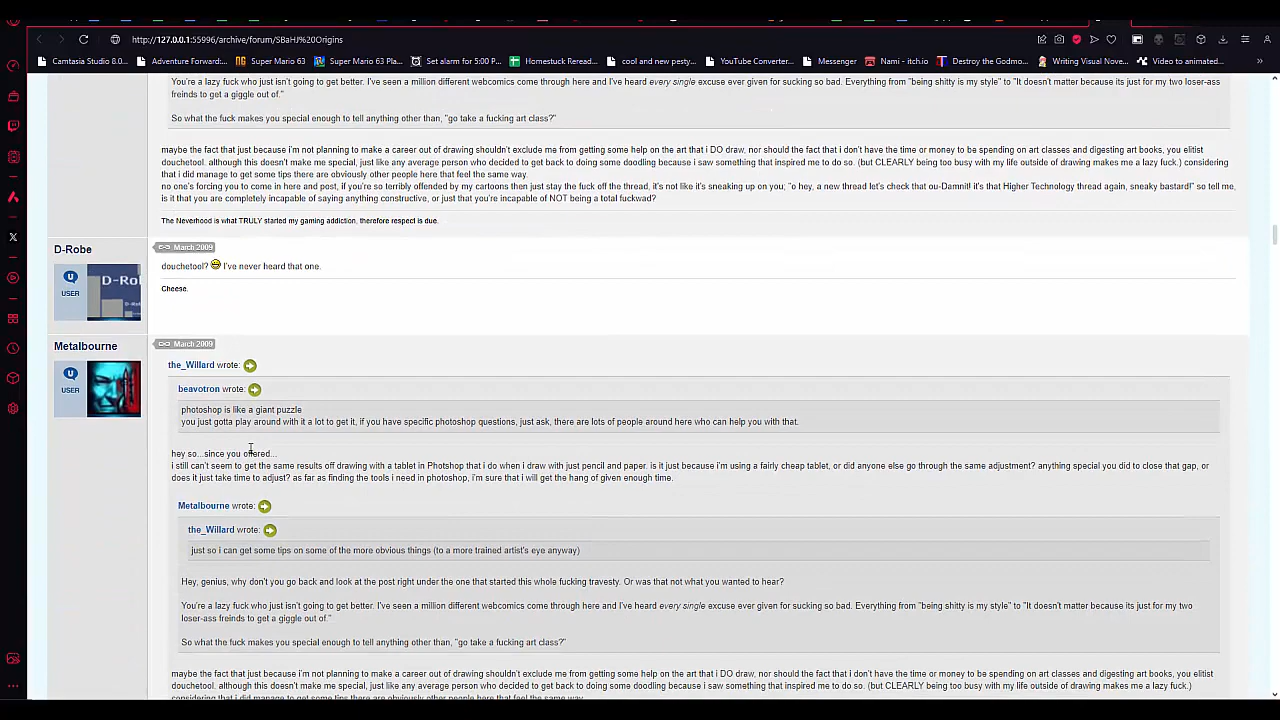 http://127.0.0.1:55996/archive/forum/SBaHJ%20Origins
Camtasia Studio 8.0... Adventure Forward:... Super Mario 63 Super Mario 63 Pla... Set alarm for 5:00 P... Homestuck Reread... cool and new pesty... YouTube Converter... Messenger Nami - itch.io Destroy the Godmo... Writing Visual Nove... Video to animated... »
You're a lazy fuck who just isn't going to get better. I've seen a million different webcomics come through here and I've heard every single excuse ever given for sucking so bad. Everything from "being shitty is my style" to "It doesn't matter because its just for my two loser-ass
freinds to get a giggle out of."
So what the fuck makes you special enough to tell anything other than, "go take a fucking art class?"
maybe the fact that just because i'm not planning to make a career out of drawing shouldn't exclude me from getting some help on the art that i DO draw. nor should the fact that i don't have the time or money to be spending on art classes and digesting art books, you elitist
douchetool. although this doesn't make me special, just like any average person who decided to get back to doing some doodling because i saw something that inspired me to do so. (but CLEARLY being too busy with my life outside of drawing makes me a lazy fuck.) considering
that i did manage to get some tips there are obviously other people here that feel the same way.
no one's forcing you to come in here and post, if you're so terribly offended by my cartoons then just stay the fuck off the thread, it's not like it's sneaking up on you; "o hey, a new thread let's check that ou-Damnit! it's that Higher Technology thread again, sneaky bastard!" so tell me,
is it that you are completely incapable of saying anything constructive, or just that you're incapable of NOT being a total fuckwad?
The Neverhood is what TRULY started my gaming addiction, therefore respect is due.
D-Robe
March 2009
USER
D-Rol
douchetool? I've never heard that one.
Cheese.
Metalbourne
March 2009
USER
the_Willard wrote:
beavotron wrote:
photoshop is like a giant puzzle
you just gotta play around with it a lot to get it, if you have specific photoshop questions, just ask, there are lots of people around here who can help you with that.
hey so...since you offered...
i still can't seem to get the same results off drawing with a tablet in Photshop that i do when i draw with just pencil and paper. is it just because i'm using a fairly cheap tablet, or did anyone else go through the same adjustment? anything special you did to close that gap, or
does it just take time to adjust? as far as finding the tools i need in photoshop, i'm sure that i will get the hang of given enough time.
Metalbourne wrote:
the_Willard wrote:
just so i can get some tips on some of the more obvious things (to a more trained artist's eye anyway)
Hey, genius, why don't you go back and look at the post right under the one that started this whole fucking travesty. Or was that not what you wanted to hear?
You're a lazy fuck who just isn't going to get better. I've seen a million different webcomics come through here and I've heard every single excuse ever given for sucking so bad. Everything from "being shitty is my style" to "It doesn't matter because its just for my two
loser-ass freinds to get a giggle out of."
So what the fuck makes you special enough to tell anything other than, "go take a fucking art class?"
maybe the fact that just because i'm not planning to make a career out of drawing shouldn't exclude me from getting some help on the art that i DO draw. nor should the fact that i don't have the time or money to be spending on art classes and digesting art books, you elitist
douchetool. although this doesn't make me special, just like any average person who decided to get back to doing some doodling because i saw something that inspired me to do so. (but CLEARLY being too busy with my life outside of drawing makes me a lazy fuck.)
considering that i did manage to get some tips there are obviously other people here that feel the same way.